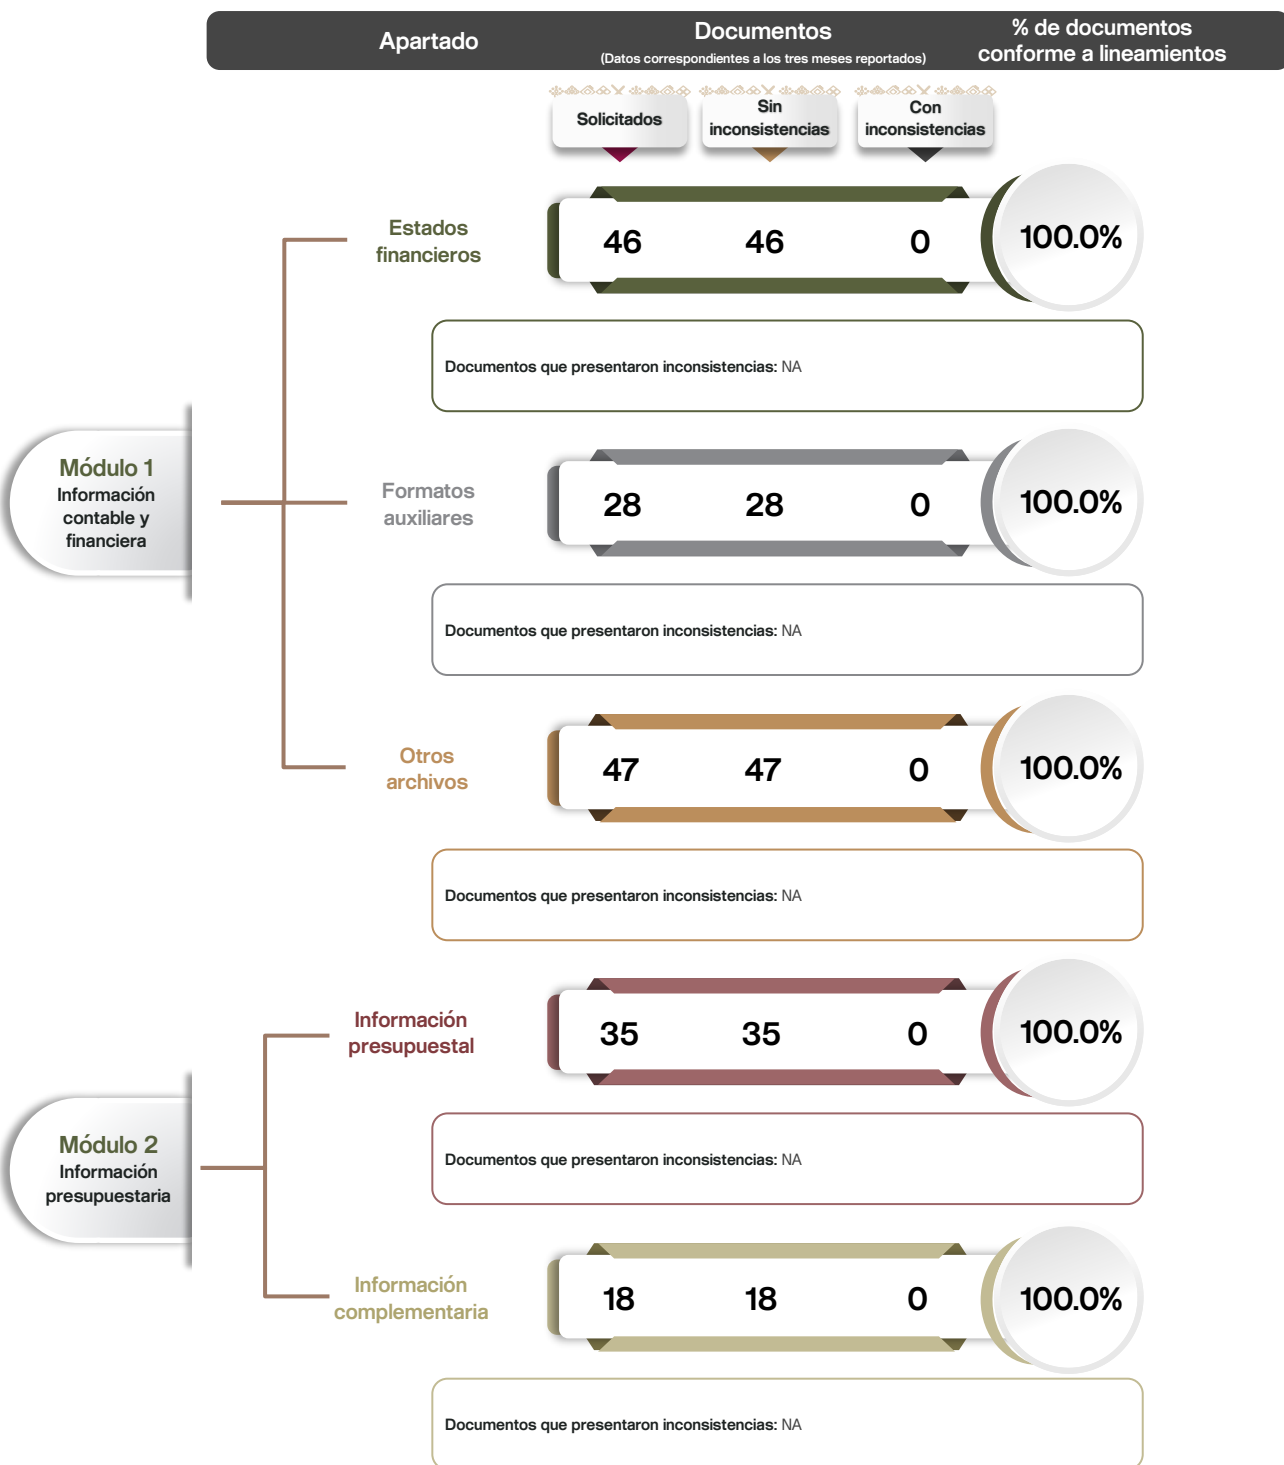 Apartado
Documentos
(Datos correspondientes a los tres meses reportados)
% de documentos
conforme a lineamientos
Solicitados
Sin
inconsistencias
Con
inconsistencias
Módulo 1
Información
contable y
financiera
Estados
financieros
46 46 0 100.0%
Documentos que presentaron inconsistencias: NA
Formatos
auxiliares
28 28 0 100.0%
Documentos que presentaron inconsistencias: NA
Otros
archivos
47 47 0 100.0%
Documentos que presentaron inconsistencias: NA
Módulo 2
Información
presupuestaria
Información
presupuestal
35 35 0 100.0%
Documentos que presentaron inconsistencias: NA
Información
complementaria
18 18 0 100.0%
Documentos que presentaron inconsistencias: NA